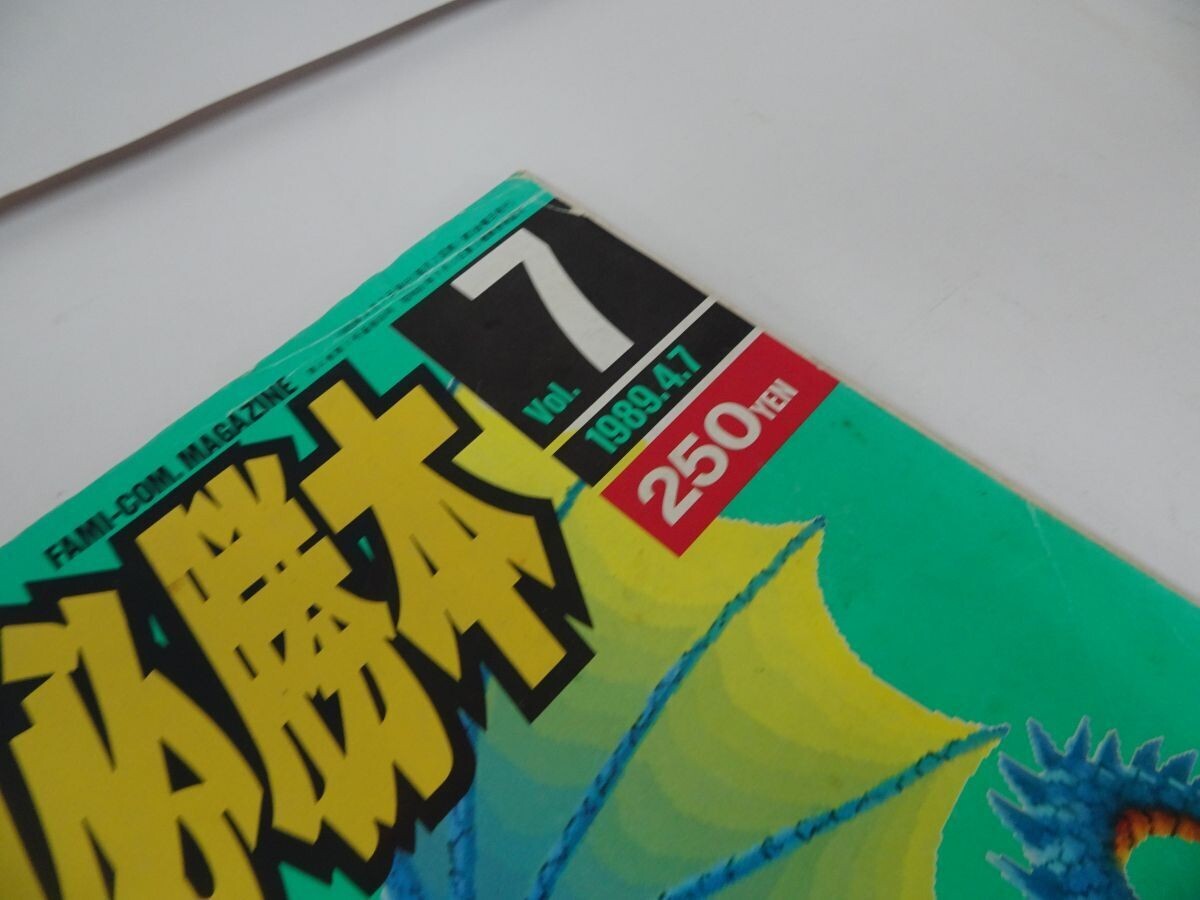 FAMI-COM. MAGAZINE
必勝本
Vol. 7
1989.4.7
250YEN